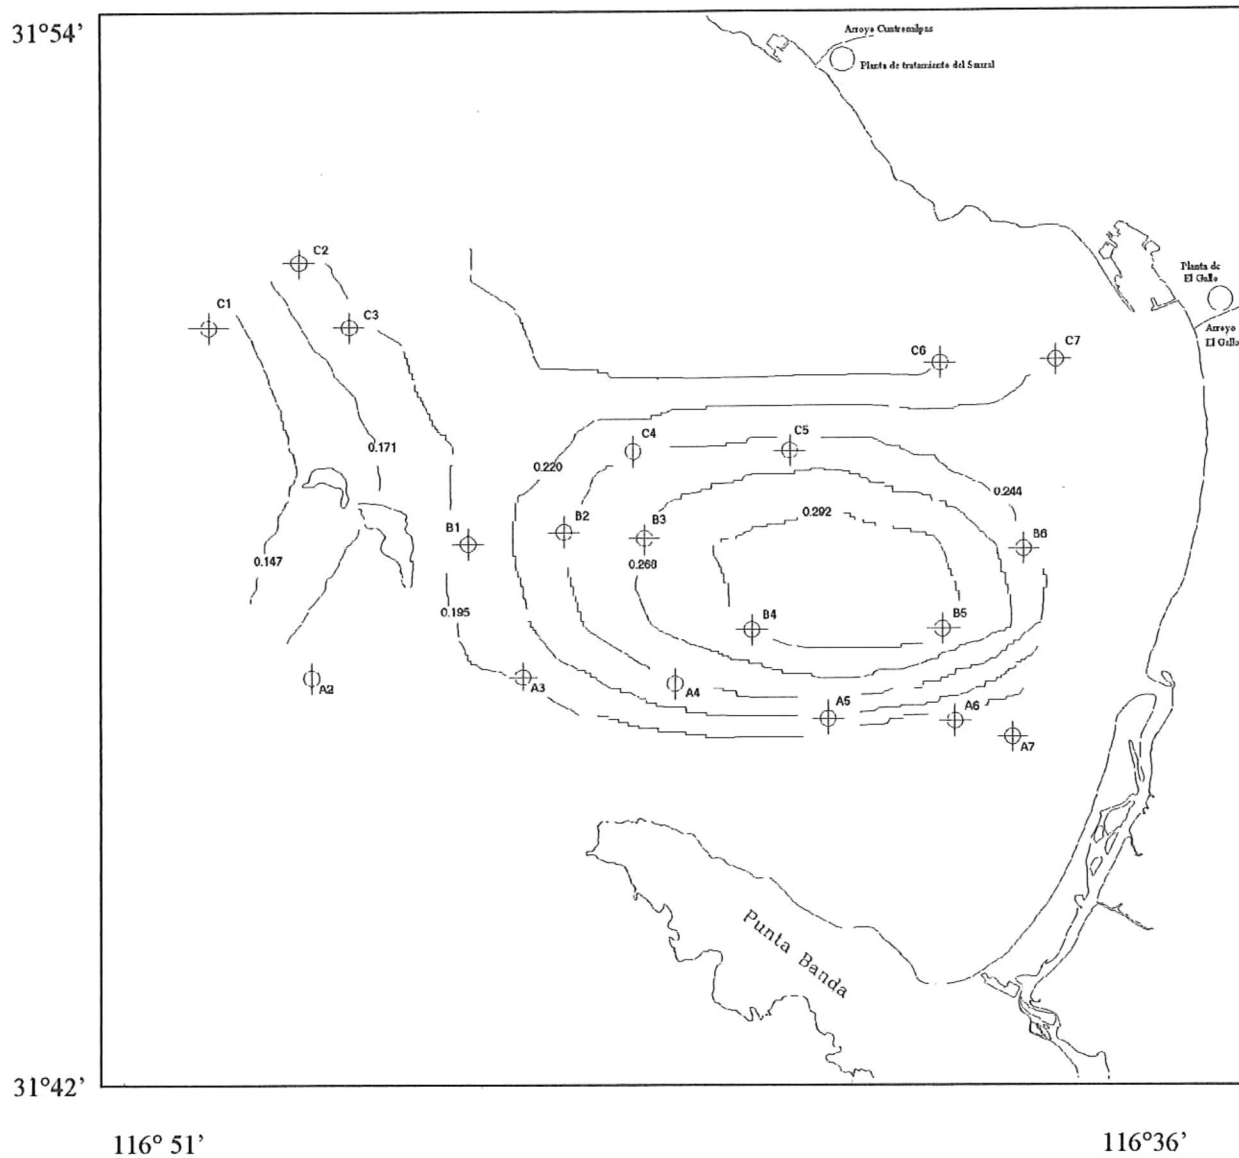 31°54’
Arroyo Cuatromilpas
Planta de tratamiento del Sauzal
C2
Planta de
El Gallo
C1
C3
Arroyo
El Gallo
C6
C7
C4
C5
0.171
0.220
0.244
0.292
B1
B2
B3
B6
0.147
0.268
0.195
B4
B5
A2
A3
A4
A5
A6
A7
Punta Banda
31°42’
116° 51’
116°36’